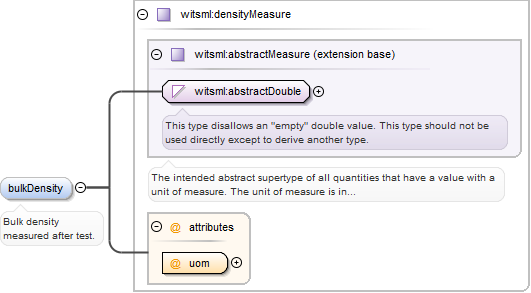 witsml:densityMeasure
witsml:abstractMeasure (extension base)
witsml:abstractDouble
This type disallows an "empty" double value. This type should not be
used directly except to derive another type.
bulkDensity
Bulk density
measured after test.
The intended abstract supertype of all quantities that have a value with a
unit of measure. The unit of measure is in...
@ attributes
@ uom